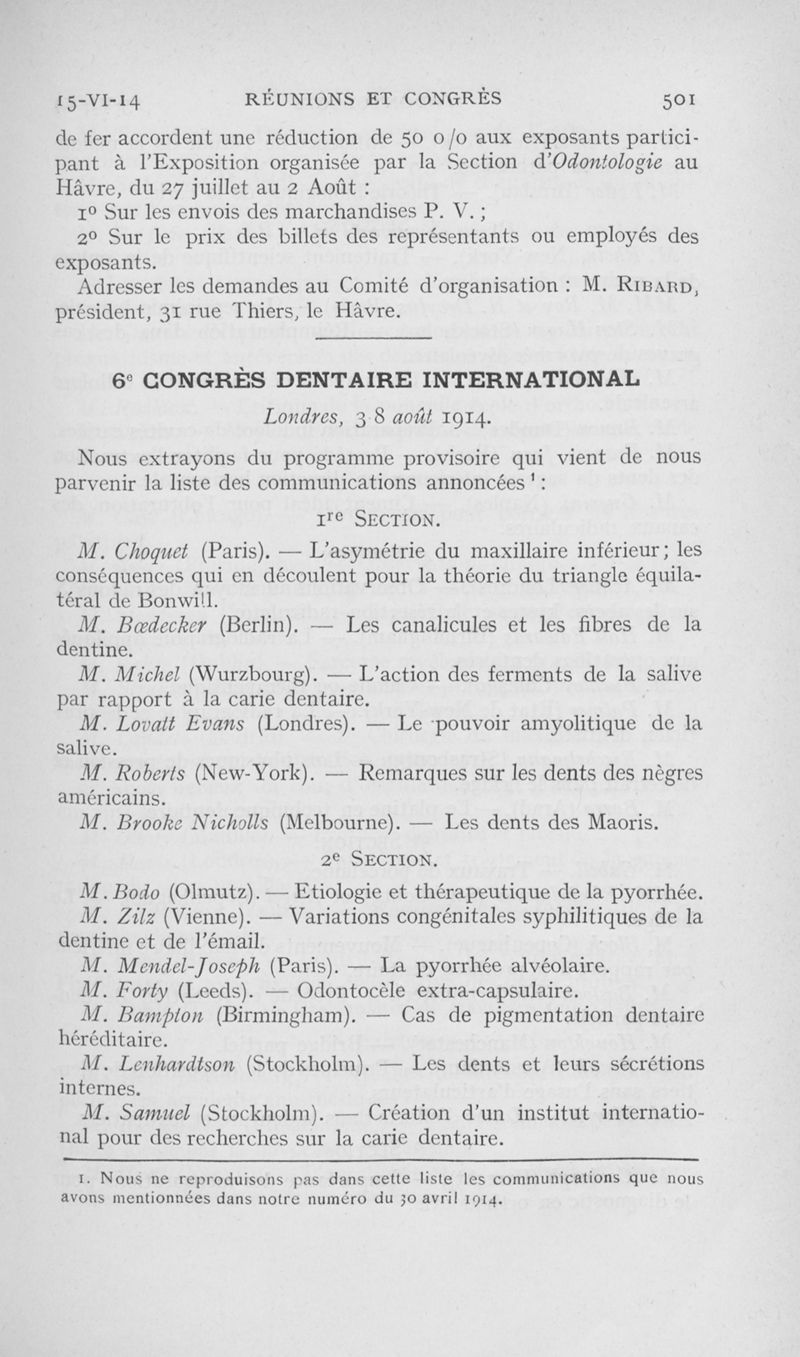 15-VI-14 RÉUNIONS ET CONGRÈS 501
de fer accordent une réduction de 50 o/o aux exposants partici-
pant à l'Exposition organisée par la Section d'Odontologie au
Hâvre, du 27 juillet au 2 Août :
1º Sur les envois des marchandises P. V. ;
2º Sur le prix des billets des représentants ou employés des
exposants.
Adresser les demandes au Comité d'organisation : M. RIBARD,
président, 31 rue Thiers, le Hâvre.
6e CONGRÈS DENTAIRE INTERNATIONAL
Londres, 3 8 août 1914.
Nous extrayons du programme provisoire qui vient de nous
parvenir la liste des communications annoncées 1 :
1re SECTION.
M. Choquet (Paris). — L'asymétrie du maxillaire inférieur; les
conséquences qui en découlent pour la théorie du triangle équila-
téral de Bonwill.
M. Bœdecker (Berlin). — Les canalicules et les fibres de la
dentine.
M. Michel (Wurzbourg). — L'action des ferments de la salive
par rapport à la carie dentaire.
M. Lovatt Evans (Londres). — Le pouvoir amyolitique de la
salive.
M. Roberts (New-York). — Remarques sur les dents des nègres
américains.
M. Brooke Nicholls (Melbourne). — Les dents des Maoris.
2e SECTION.
M. Bodo (Olmutz). — Etiologie et thérapeutique de la pyorrhée.
M. Zilz (Vienne). — Variations congénitales syphilitiques de la
dentine et de l'émail.
M. Mendel-Joseph (Paris). — La pyorrhée alvéolaire.
M. Forty (Leeds). — Odontocèle extra-capsulaire.
M. Bampton (Birmingham). — Cas de pigmentation dentaire
héréditaire.
M. Lenhardtson (Stockholm). — Les dents et leurs sécrétions
internes.
M. Samuel (Stockholm). — Création d'un institut internatio-
nal pour des recherches sur la carie dentaire.
1. Nous ne reproduisons pas dans cette liste les communications que nous
avons mentionnées dans notre numéro du 30 avril 1914.